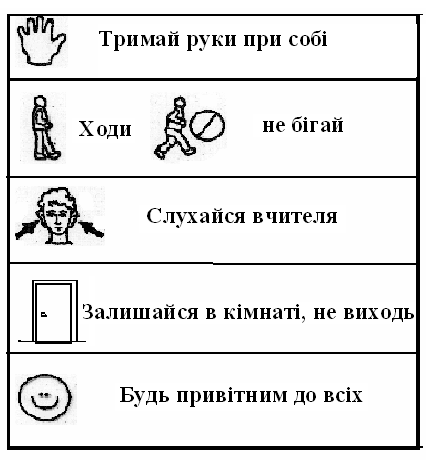 Тримай руки при собі
Ходи не бігай
Слухайся вчителя
Залишайся в кімнаті, не виходь
Будь привітним до всіх